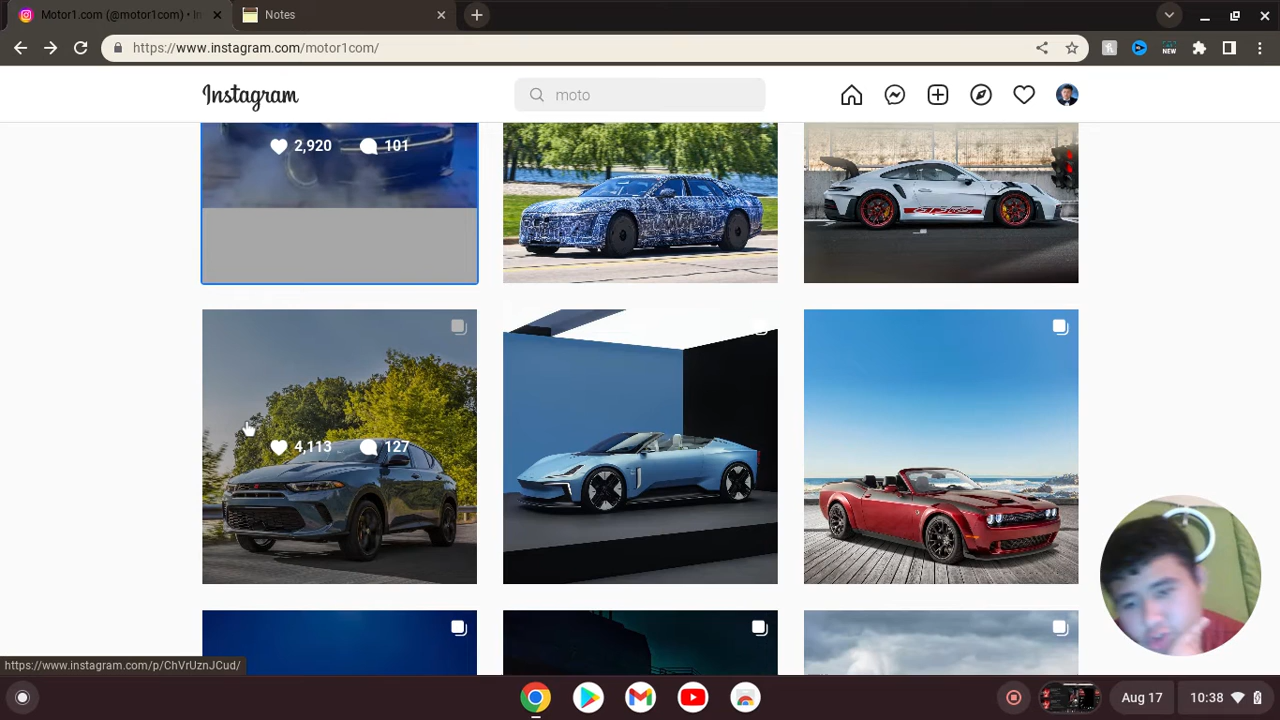 Motor1.com (@motor1com) • In
Notes
https://www.instagram.com/motor1com/
NEW
Instagram
moto
2,920
101
4,113
127
https://www.instagram.com/p/ChVrUznJCud/
Aug 17
10:38